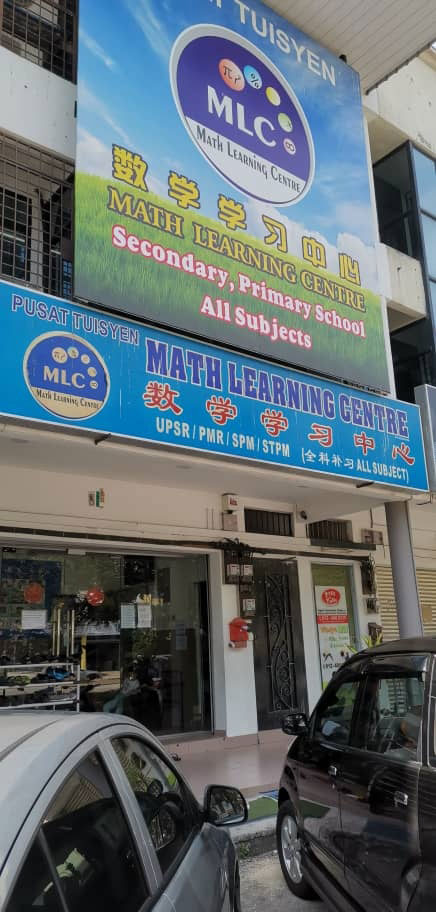 TUISYEN
MLC
MATH LEARNING CENTRE
数学学习中心
MATH LEARNING CENTRE
Secondary, Primary School
All Subjects
PUSAT TUISYEN
MLC
MATH LEARNING CENTRE
MATH LEARNING CENTRE
数学学习中心
UPSR / PMR / SPM / STPM
(全科补习 ALL SUBJECT)